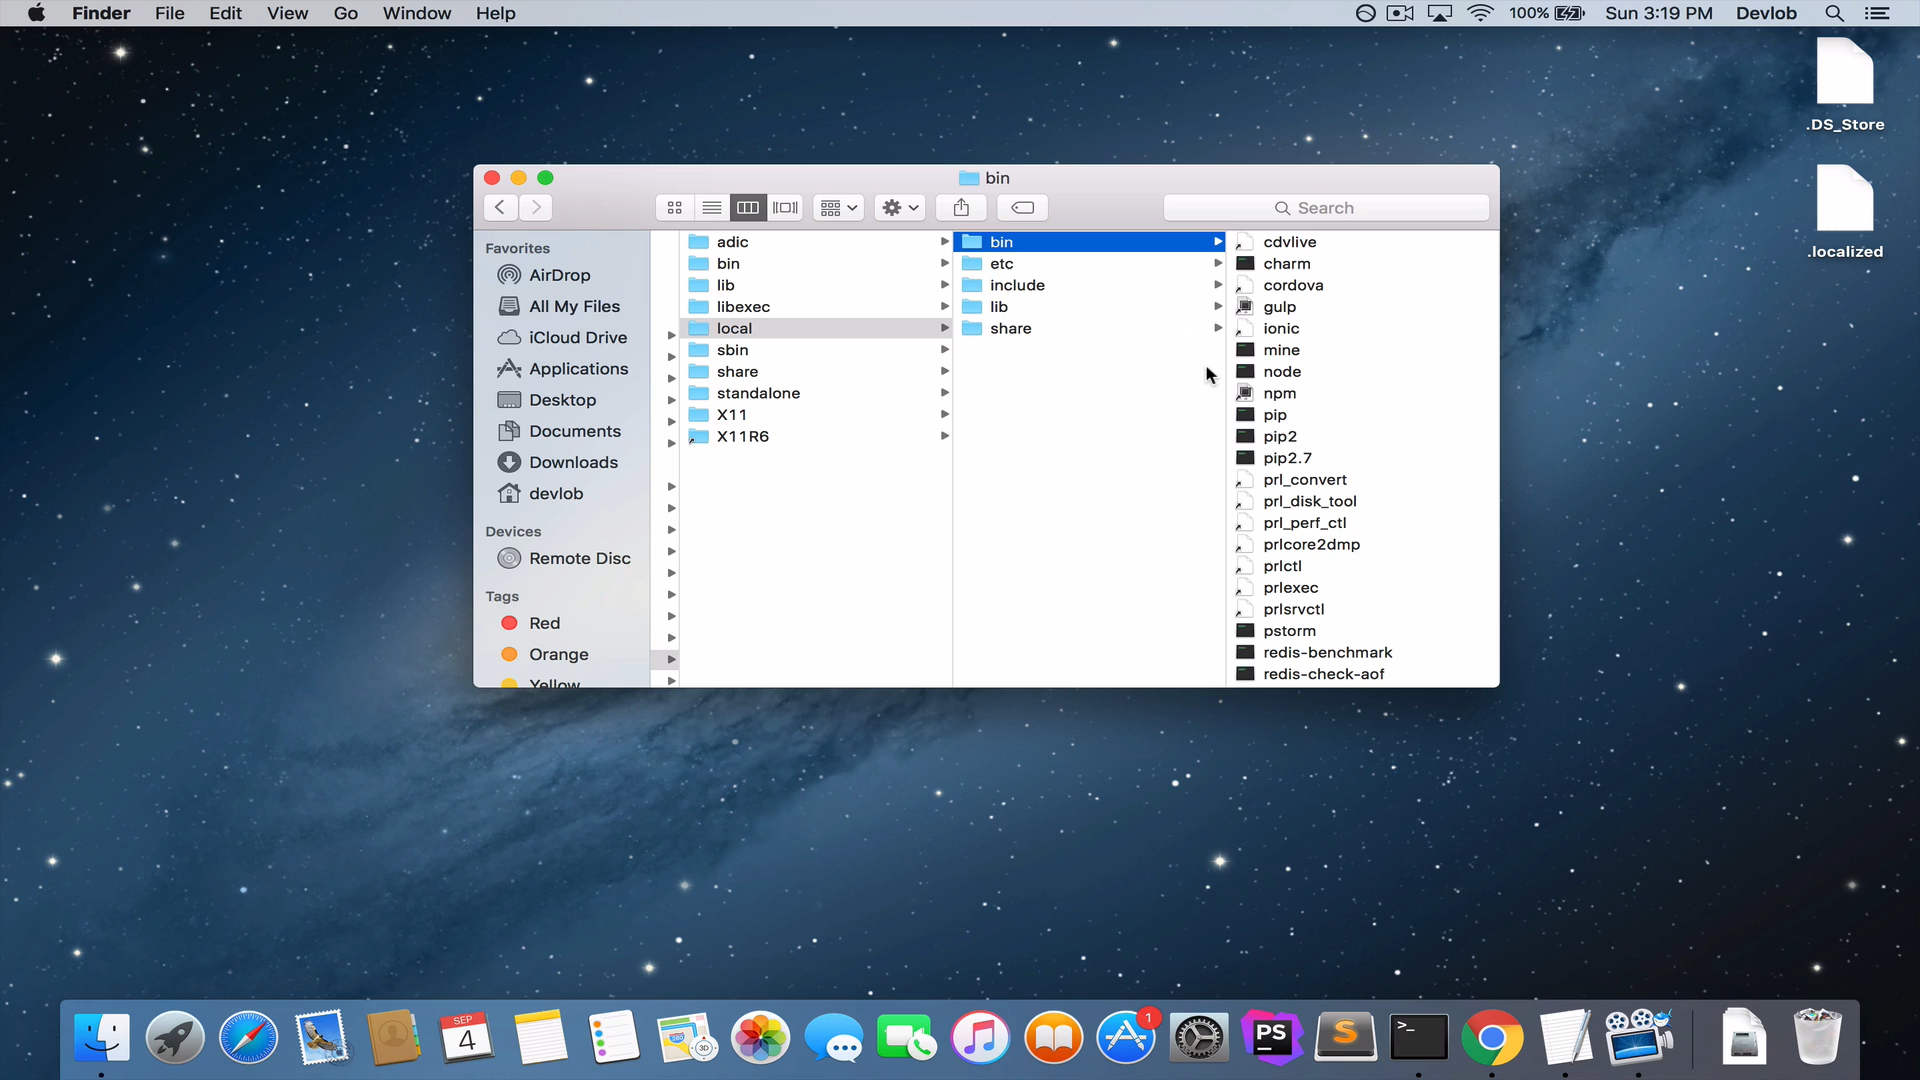 Finder File Edit View Go Window Help 100% Sun 3:19 PM Devlob
.DS_Store
.localized
bin
Search
Favorites
AirDrop
All My Files
iCloud Drive
Applications
Desktop
Documents
Downloads
devlob
Devices
Remote Disc
Tags
Red
Orange
Yellow
adic
bin
lib
libexec
local
sbin
share
standalone
X11
X11R6
bin
etc
include
lib
share
cdvlive
charm
cordova
gulp
ionic
mine
node
npm
pip
pip2
pip2.7
prl_convert
prl_disk_tool
prl_perf_ctl
prlcore2dmp
prlctl
prlexec
prlsrvctl
pstorm
redis-benchmark
redis-check-aof
SEP
4
280
3D
1
PS
S
>_